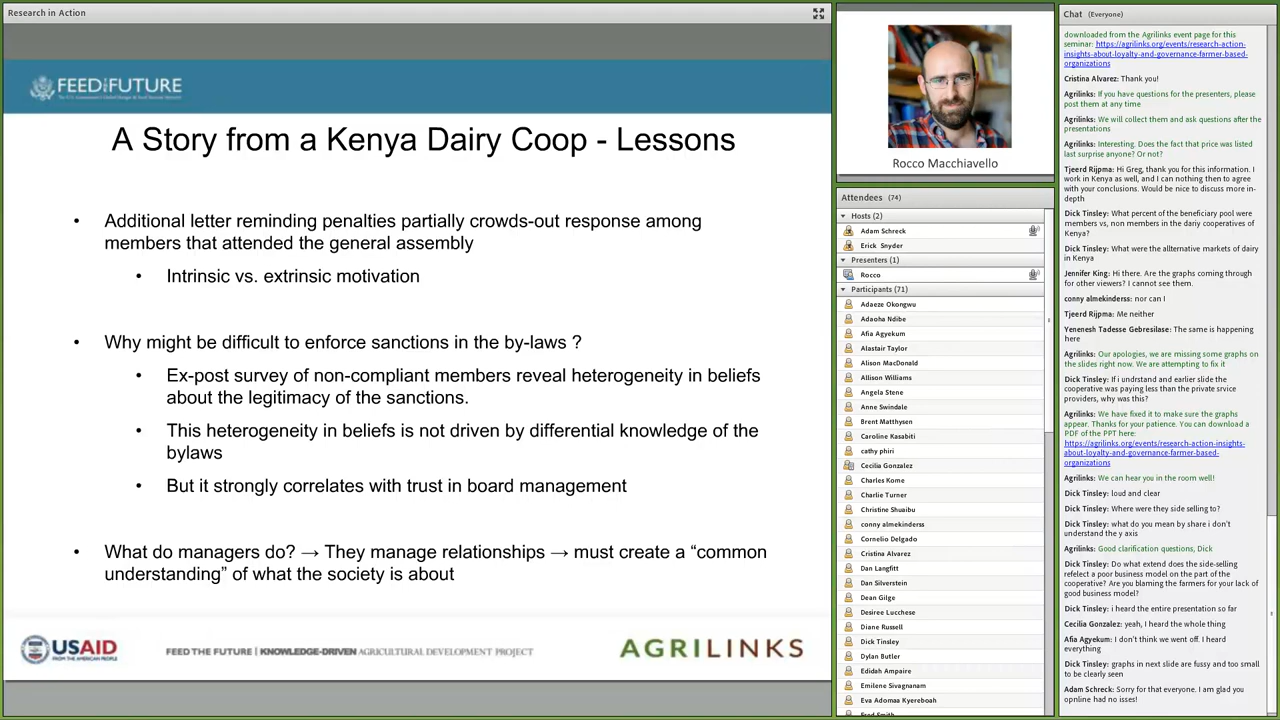 Research in Action
FEED THE FUTURE
A Story from a Kenya Dairy Coop - Lessons
• Additional letter reminding penalties partially crowds-out response among
members that attended the general assembly
• Intrinsic vs. extrinsic motivation
• Why might be difficult to enforce sanctions in the by-laws ?
• Ex-post survey of non-compliant members reveal heterogeneity in beliefs
about the legitimacy of the sanctions.
• This heterogeneity in beliefs is not driven by differential knowledge of the
bylaws
• But it strongly correlates with trust in board management
• What do managers do? → They manage relationships → must create a “common
understanding” of what the society is about
USAID
FROM THE AMERICAN PEOPLE
FEED THE FUTURE | KNOWLEDGE-DRIVEN AGRICULTURAL DEVELOPMENT PROJECT
AGRILINKS
Rocco Macchiavello
Attendees (74)
Hosts (2)
Adam Schreck
Erick Snyder
Presenters (1)
Rocco
Participants (71)
Adaeze Okongwu
Adaoha Ndibe
Afia Agyekum
Alastair Taylor
Alison MacDonald
Allison Williams
Angela Stene
Anne Swindale
Brent Matthysen
Caroline Kasabiti
cathy phiri
Cecilia Gonzalez
Charles Kome
Charlie Turner
Christine Shuaibu
conny almekinderss
Cornelio Delgado
Cristina Alvarez
Dan Langfitt
Dan Silverstein
Dean Gilge
Desiree Lucchese
Diane Russell
Dick Tinsley
Dylan Butler
Edidah Ampaire
Emilene Sivagnanam
Eva Adomaa Kyereboah
Fred Smith
Chat (Everyone)
downloaded from the Agrilinks event page for this
seminar: https://agrilinks.org/events/research-action-
insights-about-loyalty-and-governance-farmer-based-
organizations
Cristina Alvarez: Thank you!
Agrilinks: If you have questions for the presenters, please
post them at any time
Agrilinks: We will collect them and ask questions after the
presentations
Agrilinks: Interesting. Does the fact that price was listed
last surprise anyone? Or not?
Tjeerd Rijpma: Hi Greg, thank you for this information. I
work in Kenya as well, and I can nothing then to agree
with your conclusions. Would be nice to discuss more in-
depth
Dick Tinsley: What percent of the beneficiary pool were
members vs, non members in the dariy cooperatives of
Kenya?
Dick Tinsley: What were the allternative markets of dairy
in Kenya
Jennifer King: Hi there. Are the graphs coming through
for other viewers? I cannot see them.
conny almekinderss: nor can I
Tjeerd Rijpma: Me neither
Yenenesh Tadesse Gebresilase: The same is happening
here
Agrilinks: Our apologies, we are missing some graphs on
the slides right now. We are attempting to fix it
Dick Tinsley: If i undrstand and earlier slide the
cooperative was paying less than the private srvice
providers, why was this?
Agrilinks: We have fixed it to make sure the graphs
appear. Thanks for your patience. You can download a
PDF of the PPT here:
https://agrilinks.org/events/research-action-insights-
about-loyalty-and-governance-farmer-based-
organizations
Agrilinks: We can hear you in the room well!
Dick Tinsley: loud and clear
Dick Tinsley: Where were they side selling to?
Dick Tinsley: what do you mean by share i don't
understand the y axis
Agrilinks: Good clarification questions, Dick
Dick Tinsley: Do what extend does the side-selling
refelect a poor business model on the part of the
cooperative? Are you blaming the farmers for your lack of
good business model?
Dick Tinsley: i heard the entire presentation so far
Cecilia Gonzalez: yeah, I heard the whole thing
Afia Agyekum: I don't think we went off. I heard
everything
Dick Tinsley: graphs in next slide are fussy and too small
to be clearly seen
Adam Schreck: Sorry for that everyone. I am glad you
opnline had no isses!